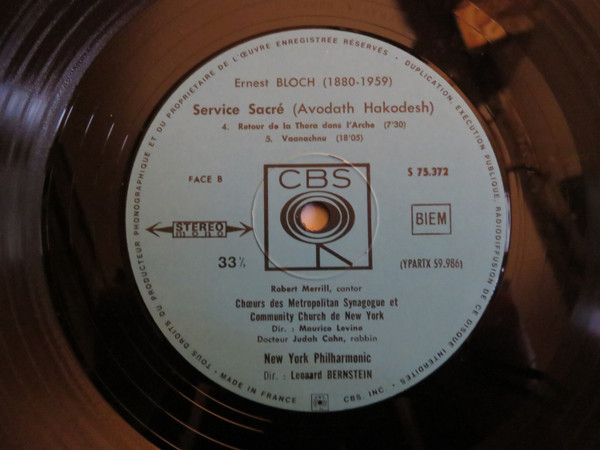 TOUS DROITS DU PRODUCTEUR PHONOGRAPHIQUE ET DU PROPRIÉTAIRE DE L'ŒUVRE ENREGISTRÉE RÉSERVÉS • DUPLICATION, EXÉCUTION PUBLIQUE, RADIODIFFUSION DE CE DISQUE INTERDITES •
Ernest BLOCH (1880-1959)
Service Sacré (Avodath Hakodesh)
4. Retour de la Thora dans l'Arche (7'30)
5. Vaanachnu (18'05)
FACE B
CBS
S 75.372
STEREO
mono
BIEM
33⅓
(YPARTX 59.986)
Robert Merrill, cantor
Chœurs des Metropolitan Synagogue et
Community Church de New York
Dir. : Maurice Levine
Docteur Judah Cahn, rabbin
New York Philharmonic
Dir. : Leonard BERNSTEIN
MADE IN FRANCE
CBS, INC.